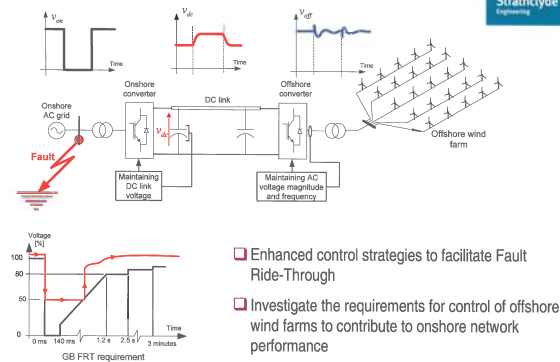 Strathclyde
Engineering
v_on
v_dc
v_off
Time
Time
Time
Onshore converter
DC link
Offshore converter
Onshore AC grid
v_dc
Offshore wind farm
Fault
Maintaining DC link voltage
Maintaining AC voltage magnitude and frequency
Voltage [%]
100
80
50
0
0 ms 140 ms 1.2 s 2.5 s 3 minutes
Time
GB FRT requirement
Enhanced control strategies to facilitate Fault
Ride-Through
Investigate the requirements for control of offshore
wind farms to contribute to onshore network
performance